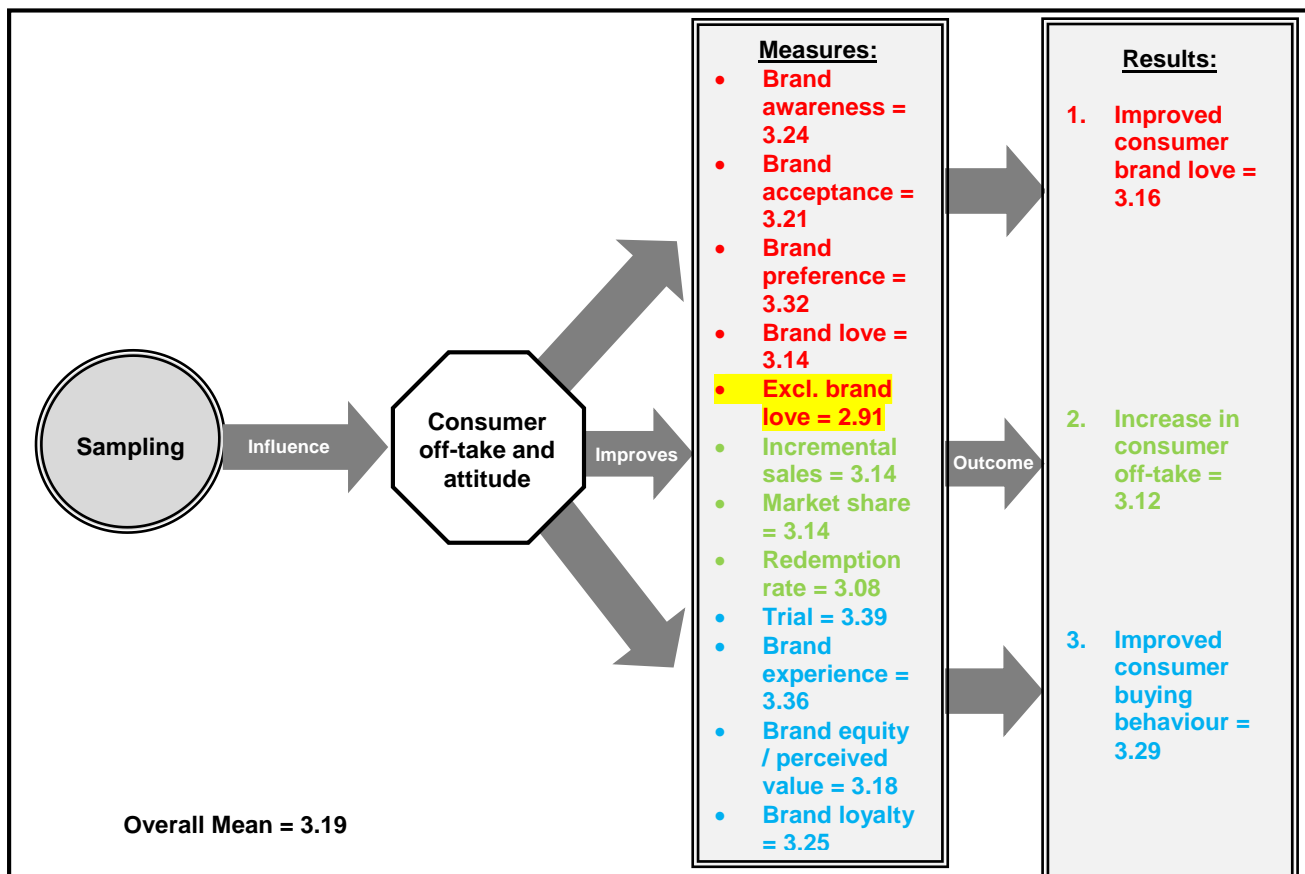 Sampling
Influence
Consumer
off-take and
attitude
Improves
Measures:
• Brand
awareness =
3.24
• Brand
acceptance =
3.21
• Brand
preference =
3.32
• Brand love =
3.14
• Excl. brand
love = 2.91
• Incremental
sales = 3.14
• Market share
= 3.14
• Redemption
rate = 3.08
• Trial = 3.39
• Brand
experience =
3.36
• Brand equity
/ perceived
value = 3.18
• Brand loyalty
= 3.25
Outcome
Results:
1. Improved
consumer
brand love =
3.16
2. Increase in
consumer
off-take =
3.12
3. Improved
consumer
buying
behaviour =
3.29
Overall Mean = 3.19